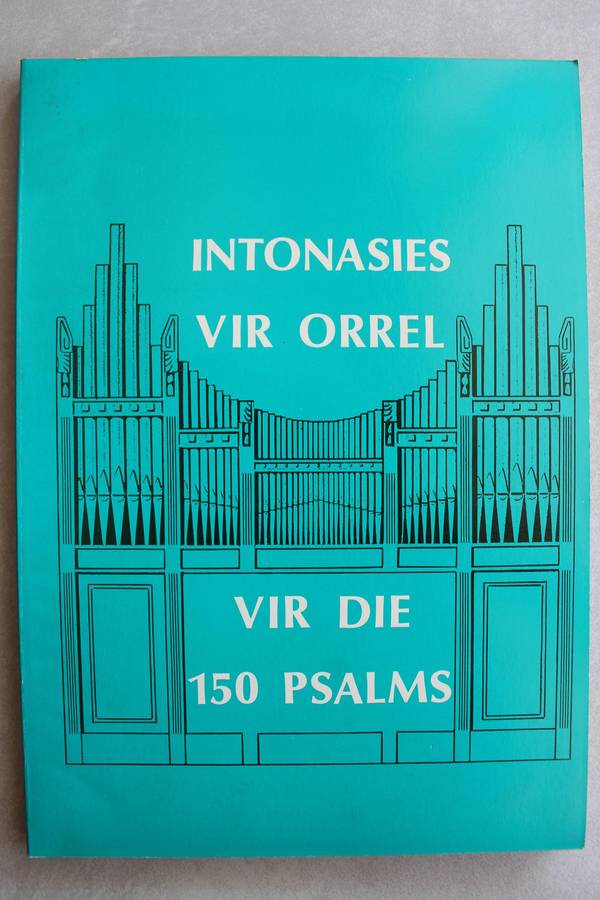 INTONASIES
VIR ORREL
VIR DIE
150 PSALMS